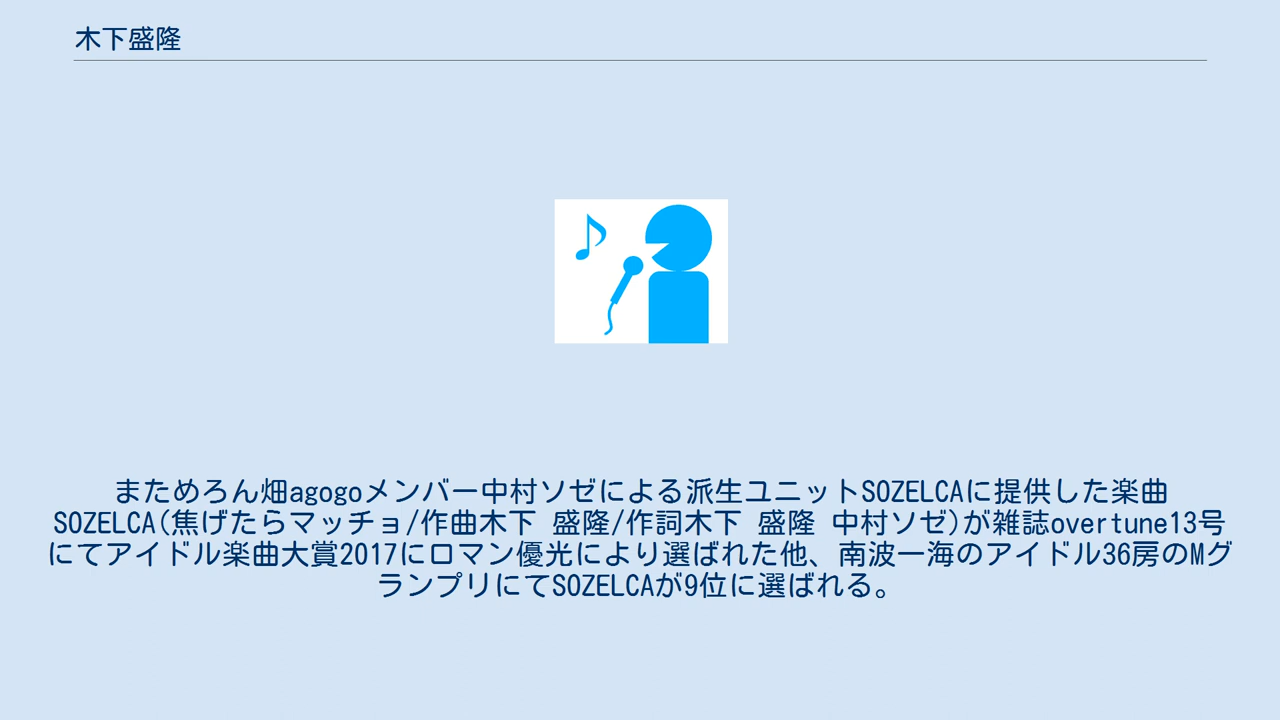 木下盛隆
まためろん畑agogoメンバー中村ソゼによる派生ユニットSOZELCAに提供した楽曲
SOZELCA(焦げたらマッチョ/作曲木下 盛隆/作詞木下 盛隆 中村ソゼ)が雑誌overtune13号
にてアイドル楽曲大賞2017にロマン優光により選ばれた他、南波一海のアイドル36房のMグ
ランプリにてSOZELCAが9位に選ばれる。